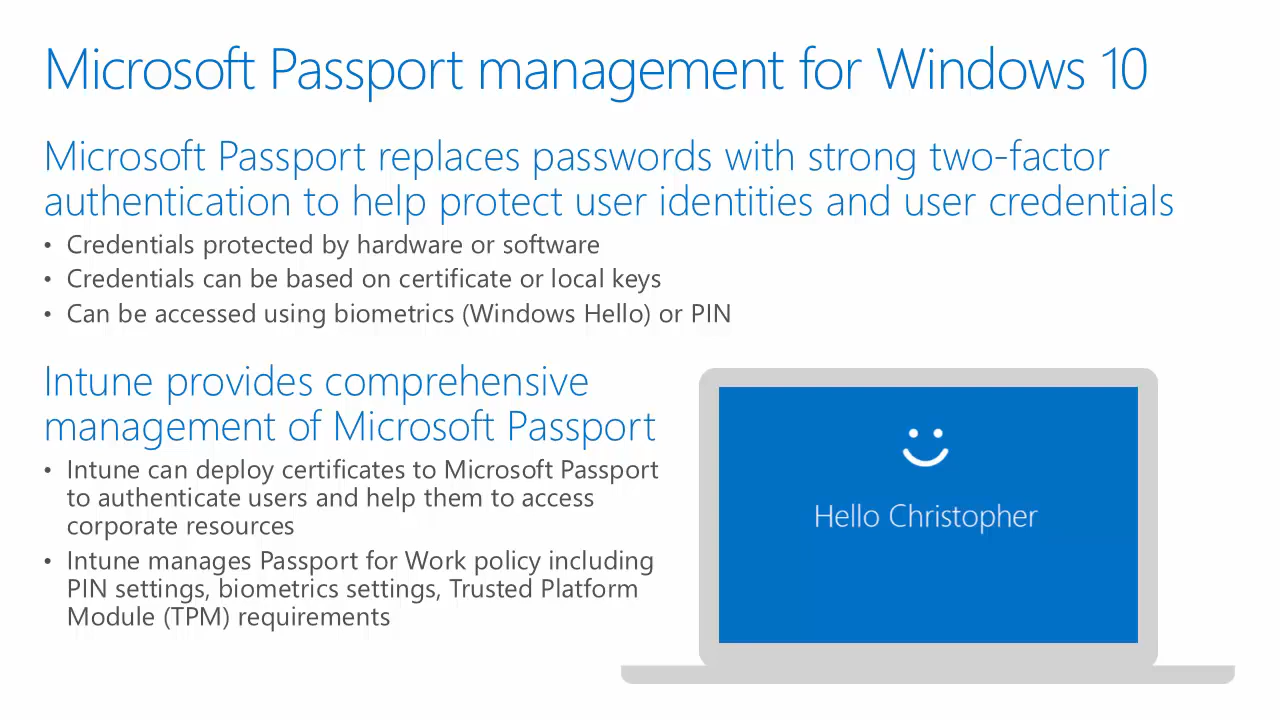 Microsoft Passport management for Windows 10
Microsoft Passport replaces passwords with strong two-factor
authentication to help protect user identities and user credentials
• Credentials protected by hardware or software
• Credentials can be based on certificate or local keys
• Can be accessed using biometrics (Windows Hello) or PIN
Intune provides comprehensive
management of Microsoft Passport
• Intune can deploy certificates to Microsoft Passport
to authenticate users and help them to access
corporate resources
• Intune manages Passport for Work policy including
PIN settings, biometrics settings, Trusted Platform
Module (TPM) requirements
Hello Christopher